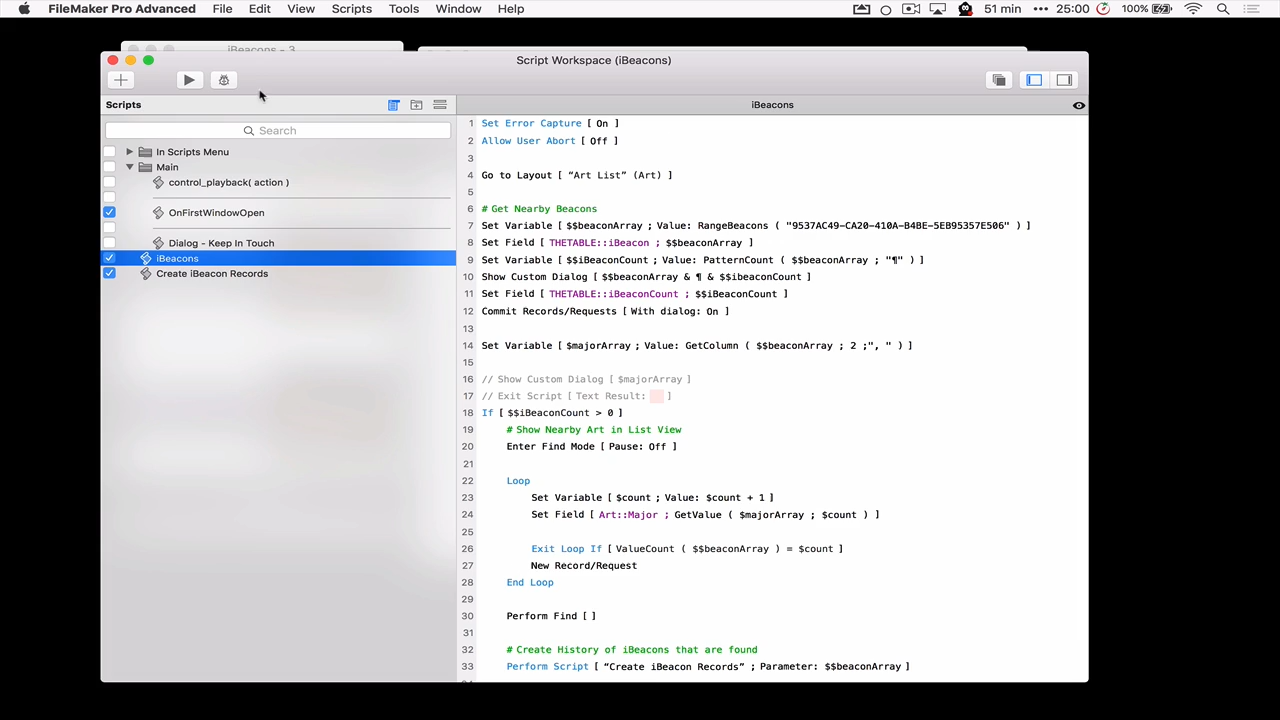 FileMaker Pro Advanced File Edit View Scripts Tools Window Help 51 min 25:00 100%
iBeacons - 3
Script Workspace (iBeacons)
Scripts
iBeacons
Search
In Scripts Menu
Main
control_playback( action )
OnFirstWindowOpen
Dialog - Keep In Touch
iBeacons
Create iBeacon Records
1 Set Error Capture [ On ]
2 Allow User Abort [ Off ]
3
4 Go to Layout [ “Art List” (Art) ]
5
6 # Get Nearby Beacons
7 Set Variable [ $$beaconArray ; Value: RangeBeacons ( "9537AC49-CA20-410A-B4BE-5EB95357E506" ) ]
8 Set Field [ THETABLE::iBeacon ; $$beaconArray ]
9 Set Variable [ $$iBeaconCount ; Value: PatternCount ( $$beaconArray ; "¶" ) ]
10 Show Custom Dialog [ $$beaconArray & ¶ & $$ibeaconCount ]
11 Set Field [ THETABLE::iBeaconCount ; $$iBeaconCount ]
12 Commit Records/Requests [ With dialog: On ]
13
14 Set Variable [ $majorArray ; Value: GetColumn ( $$beaconArray ; 2 ;", " ) ]
15
16 // Show Custom Dialog [ $majorArray ]
17 // Exit Script [ Text Result: ]
18 If [ $$iBeaconCount > 0 ]
19 # Show Nearby Art in List View
20 Enter Find Mode [ Pause: Off ]
21
22 Loop
23 Set Variable [ $count ; Value: $count + 1 ]
24 Set Field [ Art::Major ; GetValue ( $majorArray ; $count ) ]
25
26 Exit Loop If [ ValueCount ( $$beaconArray ) = $count ]
27 New Record/Request
28 End Loop
29
30 Perform Find [ ]
31
32 # Create History of iBeacons that are found
33 Perform Script [ “Create iBeacon Records” ; Parameter: $$beaconArray ]